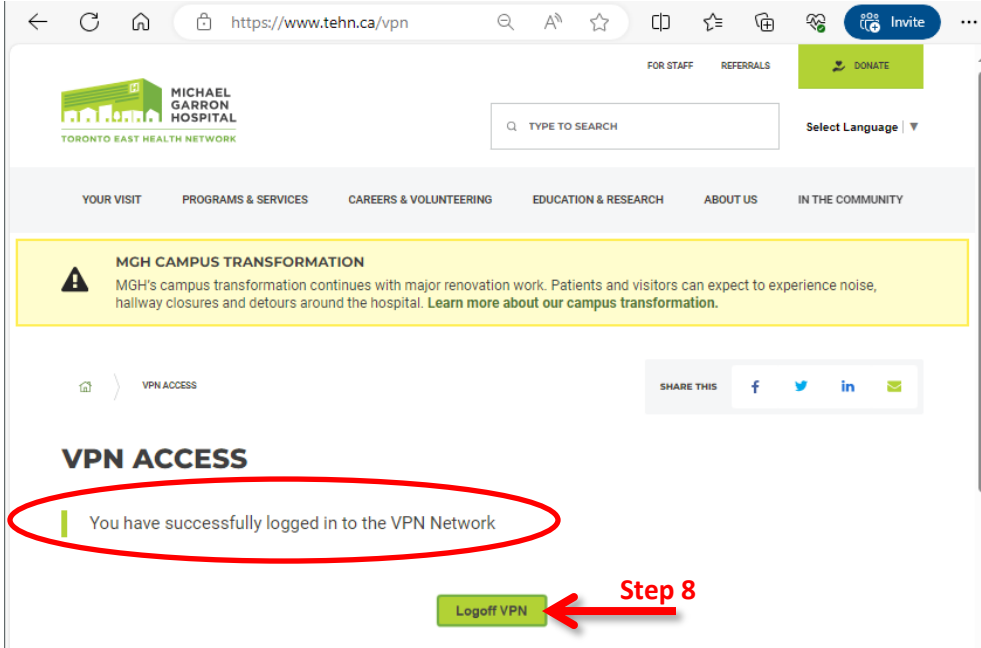 https://www.tehn.ca/vpn
Invite
FOR STAFF
REFERRALS
DONATE
MICHAEL
GARRON
HOSPITAL
TORONTO EAST HEALTH NETWORK
TYPE TO SEARCH
Select Language
YOUR VISIT
PROGRAMS & SERVICES
CAREERS & VOLUNTEERING
EDUCATION & RESEARCH
ABOUT US
IN THE COMMUNITY
MGH CAMPUS TRANSFORMATION
MGH's campus transformation continues with major renovation work. Patients and visitors can expect to experience noise,
hallway closures and detours around the hospital. Learn more about our campus transformation.
VPN ACCESS
SHARE THIS
VPN ACCESS
You have successfully logged in to the VPN Network
Step 8
Logoff VPN